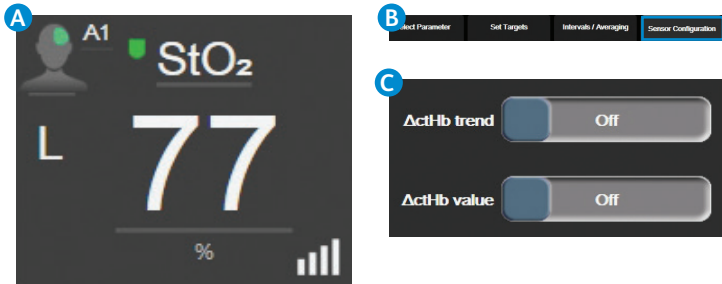 A
A1
StO₂
L
77
%
B
elect Parameter Set Targets Intervals / Averaging Sensor Configuration
C
ΔctHb trend Off
ΔctHb value Off